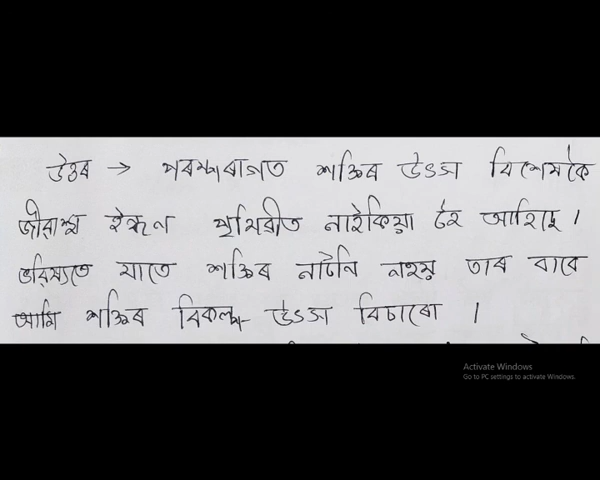 উত্তৰ → পৰম্পৰাগত শক্তিৰ উৎস বিশেষকৈ
জীৱাশ্ম ইন্ধন পৃথিৱীত নাইকিয়া হৈ আহিছে।
ভৱিষ্যতে যাতে শক্তিৰ নাটনি নহয় তাৰ বাবে
আমি শক্তিৰ বিকল্প উৎস বিচাৰো ।
Activate Windows
Go to PC settings to activate Windows.